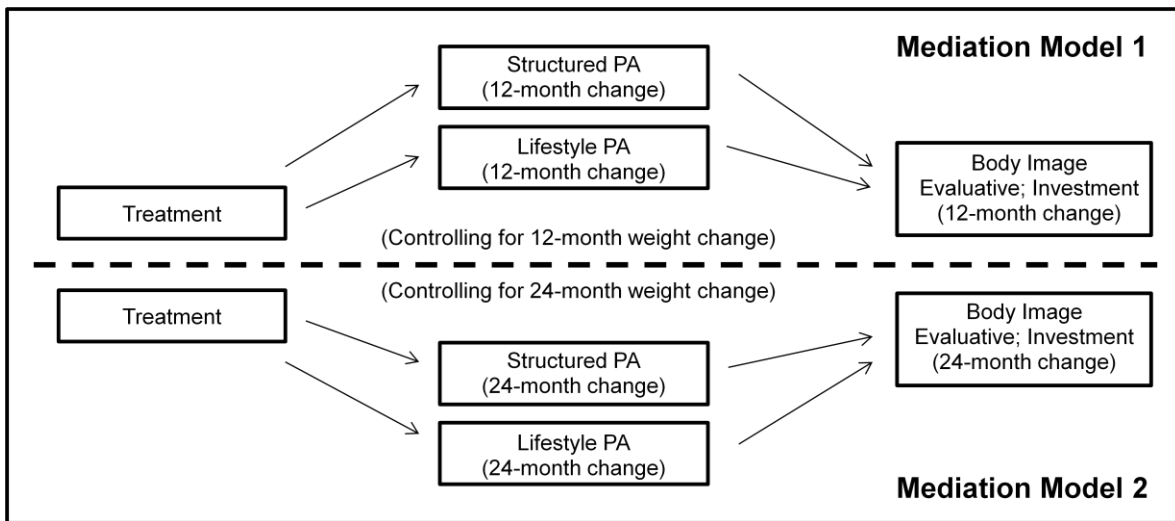 Mediation Model 1
Structured PA
(12-month change)
Lifestyle PA
(12-month change)
Treatment
Body Image
Evaluative; Investment
(12-month change)
(Controlling for 12-month weight change)
(Controlling for 24-month weight change)
Treatment
Structured PA
(24-month change)
Lifestyle PA
(24-month change)
Body Image
Evaluative; Investment
(24-month change)
Mediation Model 2